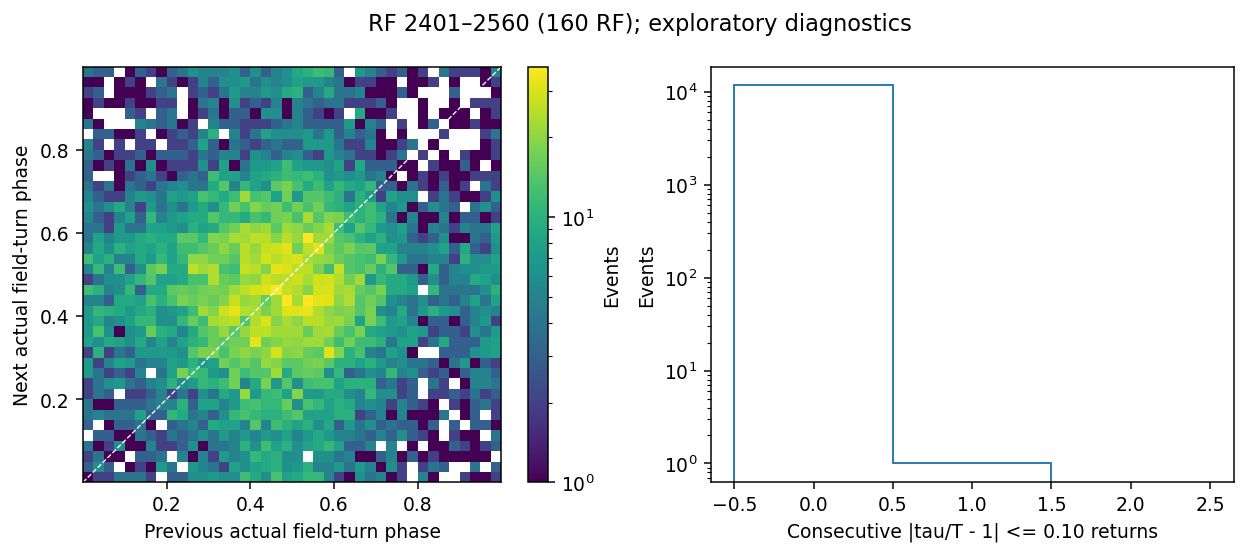 RF 2401–2560 (160 RF); exploratory diagnostics
Next actual field-turn phase
0.8
0.6
0.4
0.2
0.2 0.4 0.6 0.8
Previous actual field-turn phase
10¹
10⁰
Events
Events
10⁴
10³
10²
10¹
10⁰
−0.5 0.0 0.5 1.0 1.5 2.0 2.5
Consecutive |tau/T - 1| <= 0.10 returns